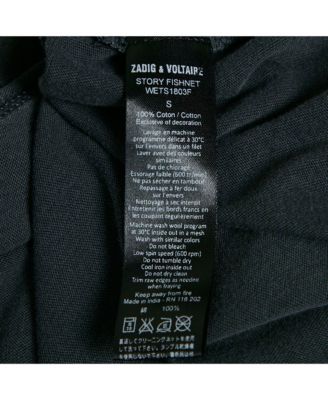 ZADIG & VOLTAIRE
STORY FISHNET
WETS1803F
S
100% Coton / Cotton
Exclusive of decoration
Lavage en machine
programme délicat à 30°C
sur l'envers dans un filet
Laver avec des couleurs
similaires
Pas de chlorage
Essorage faible (600 t/min)
Ne pas sécher en tambour
Repassage à fer doux
sur l'envers
Nettoyage à sec interdit
Entretenir les bords francs en
les coupant régulièrement
Machine wash wool program
at 30°C inside out in a mesh
Wash with similar colors
Do not bleach
Low spin speed (600 rpm)
Do not tumble dry
Cool iron inside out
Do not dry clean
Trim raw edges as needed
when fraying
Keep away from fire
Made in India - RN 116 202
綿 100%